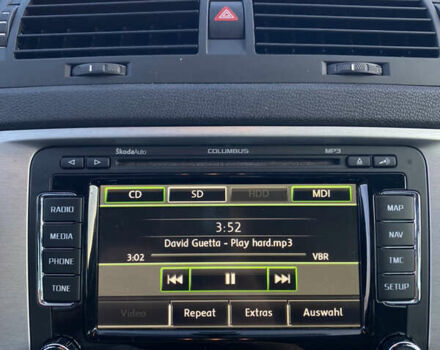 ŠkodaAuto COLUMBUS MP3
CD SD HDD MDI
RADIO
MEDIA
PHONE
TONE
MAP
NAV
TMC
SETUP
3:52
David Guetta - Play hard.mp3
3:02 VBR
Video Repeat Extras Auswahl